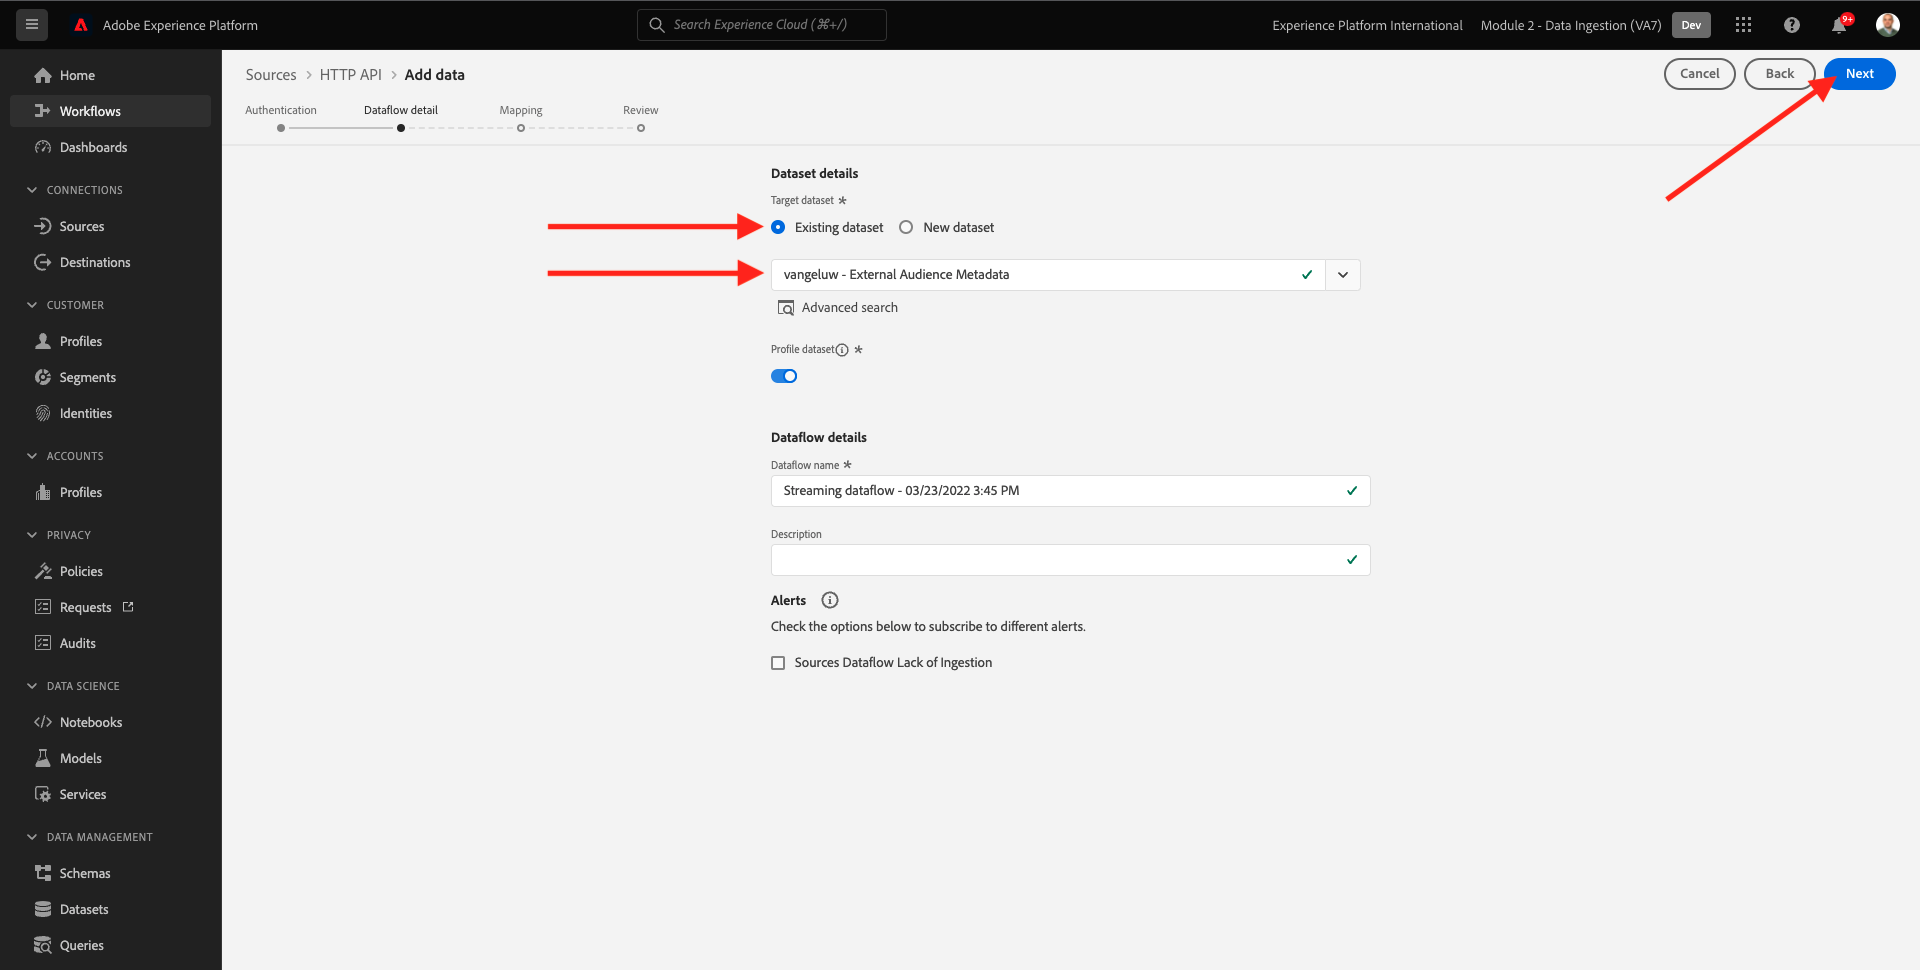 Adobe Experience Platform
Search Experience Cloud (⌘+/)
Experience Platform International
Module 2 - Data Ingestion (VA7)
Dev
9+
Home
Workflows
Dashboards
CONNECTIONS
Sources
Destinations
CUSTOMER
Profiles
Segments
Identities
ACCOUNTS
Profiles
PRIVACY
Policies
Requests
Audits
DATA SCIENCE
Notebooks
Models
Services
DATA MANAGEMENT
Schemas
Datasets
Queries
Sources > HTTP API > Add data
Cancel
Back
Next
Authentication
Dataflow detail
Mapping
Review
Dataset details
Target dataset *
Existing dataset
New dataset
vangeluw - External Audience Metadata
Advanced search
Profile dataset *
Dataflow details
Dataflow name *
Streaming dataflow - 03/23/2022 3:45 PM
Description
Alerts
Check the options below to subscribe to different alerts.
Sources Dataflow Lack of Ingestion